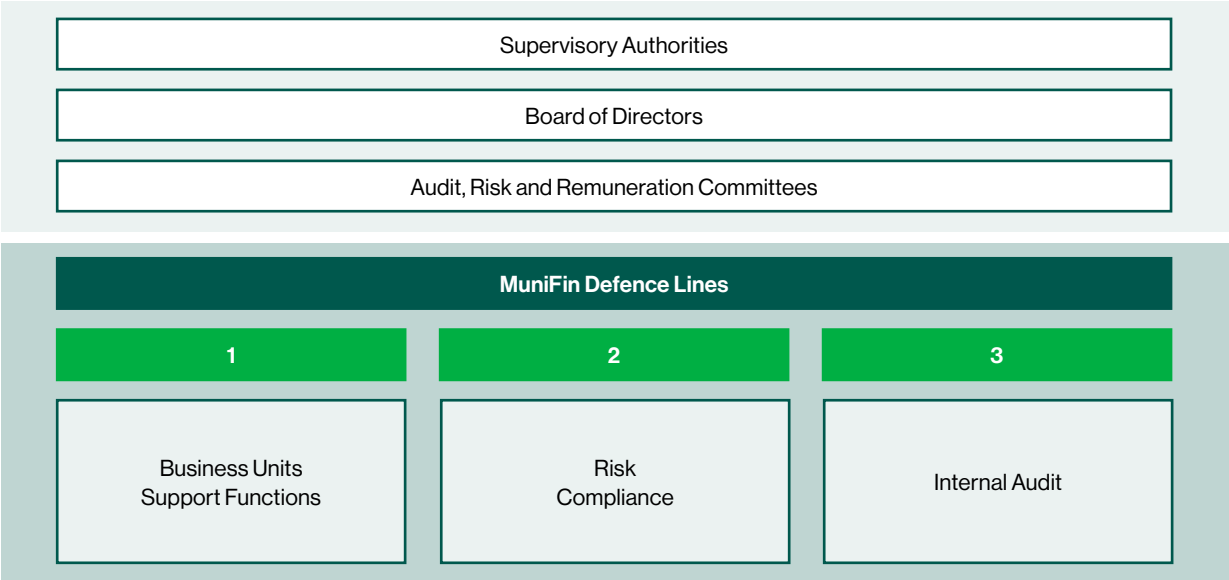 Supervisory Authorities
Board of Directors
Audit, Risk and Remuneration Committees
MuniFin Defence Lines
1
2
3
Business Units
Support Functions
Risk
Compliance
Internal Audit